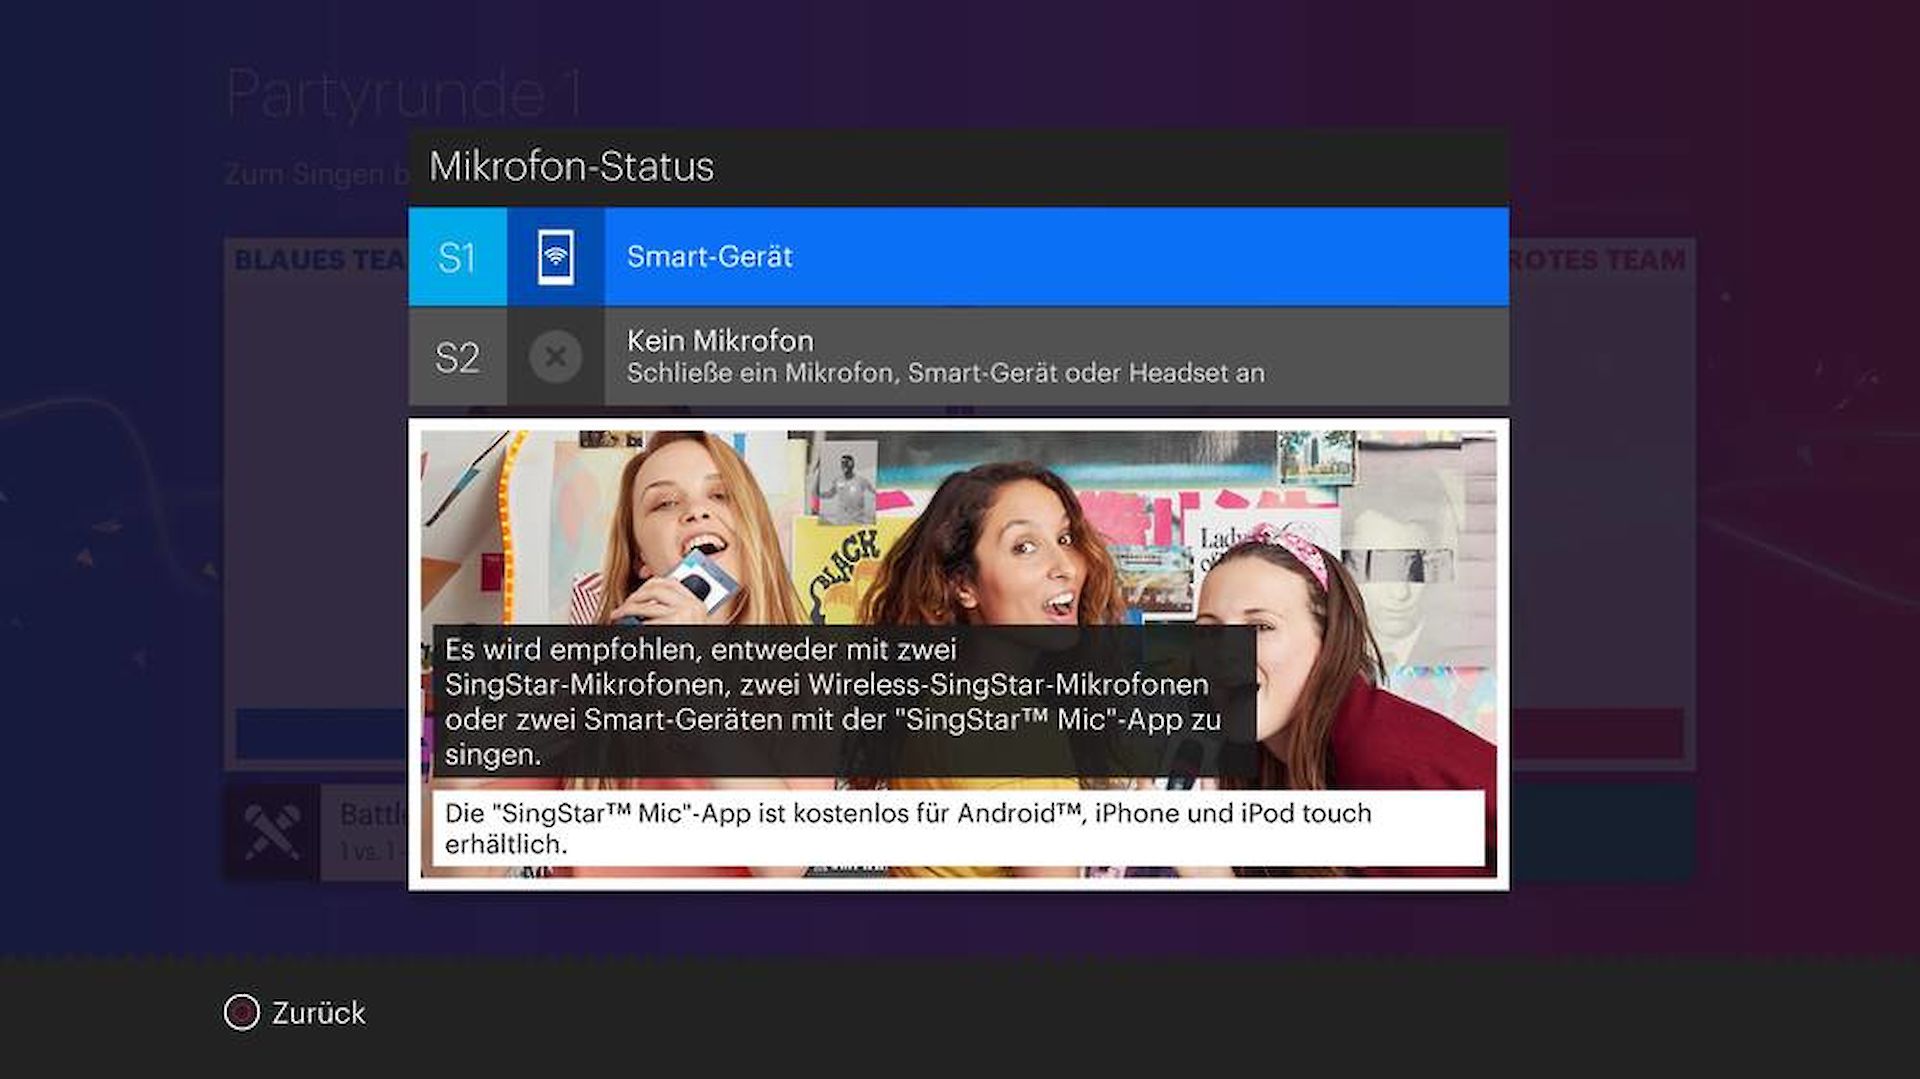 Partyrunde 1
Zum Singen b
Mikrofon-Status
BLAUES TEA
S1
Smart-Gerät
ROTES TEAM
S2
Kein Mikrofon
Schließe ein Mikrofon, Smart-Gerät oder Headset an
BLACK
Lady
Es wird empfohlen, entweder mit zwei
SingStar-Mikrofonen, zwei Wireless-SingStar-Mikrofonen
oder zwei Smart-Geräten mit der "SingStar™ Mic"-App zu
singen.
Battle
1 vs. 1
Die "SingStar™ Mic"-App ist kostenlos für Android™, iPhone und iPod touch
erhältlich.
Zurück